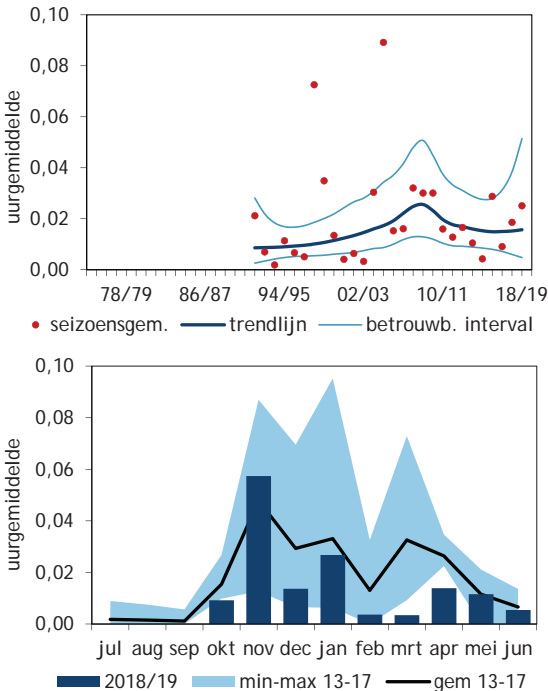 0,10
0,08
0,06
0,04
0,02
0,00
uurgemiddelde
78/79 86/87 94/95 02/03 10/11 18/19
seizoensgem. trendlijn betrouwb. interval
0,10
0,08
0,06
0,04
0,02
0,00
uurgemiddelde
jul aug sep okt nov dec jan feb mrt apr mei jun
2018/19 min-max 13-17 gem 13-17